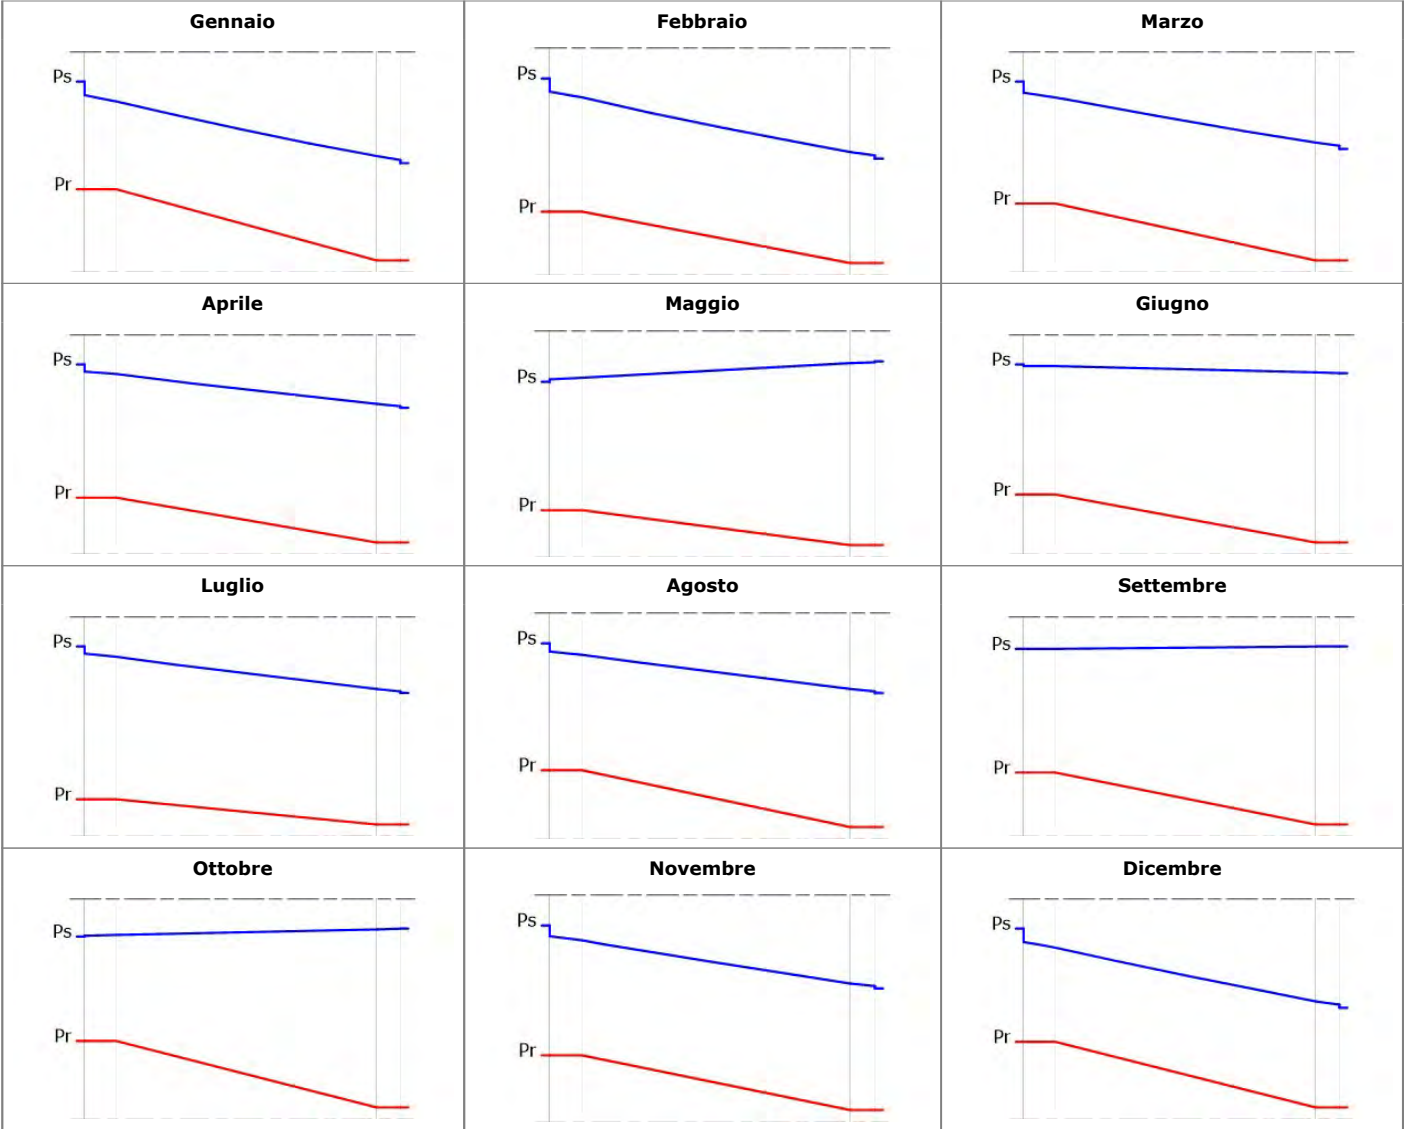 Gennaio
Febbraio
Marzo
Ps
Ps
Ps
Pr
Pr
Pr
Aprile
Maggio
Giugno
Ps
Ps
Ps
Pr
Pr
Pr
Luglio
Agosto
Settembre
Ps
Ps
Ps
Pr
Pr
Pr
Ottobre
Novembre
Dicembre
Ps
Ps
Ps
Pr
Pr
Pr